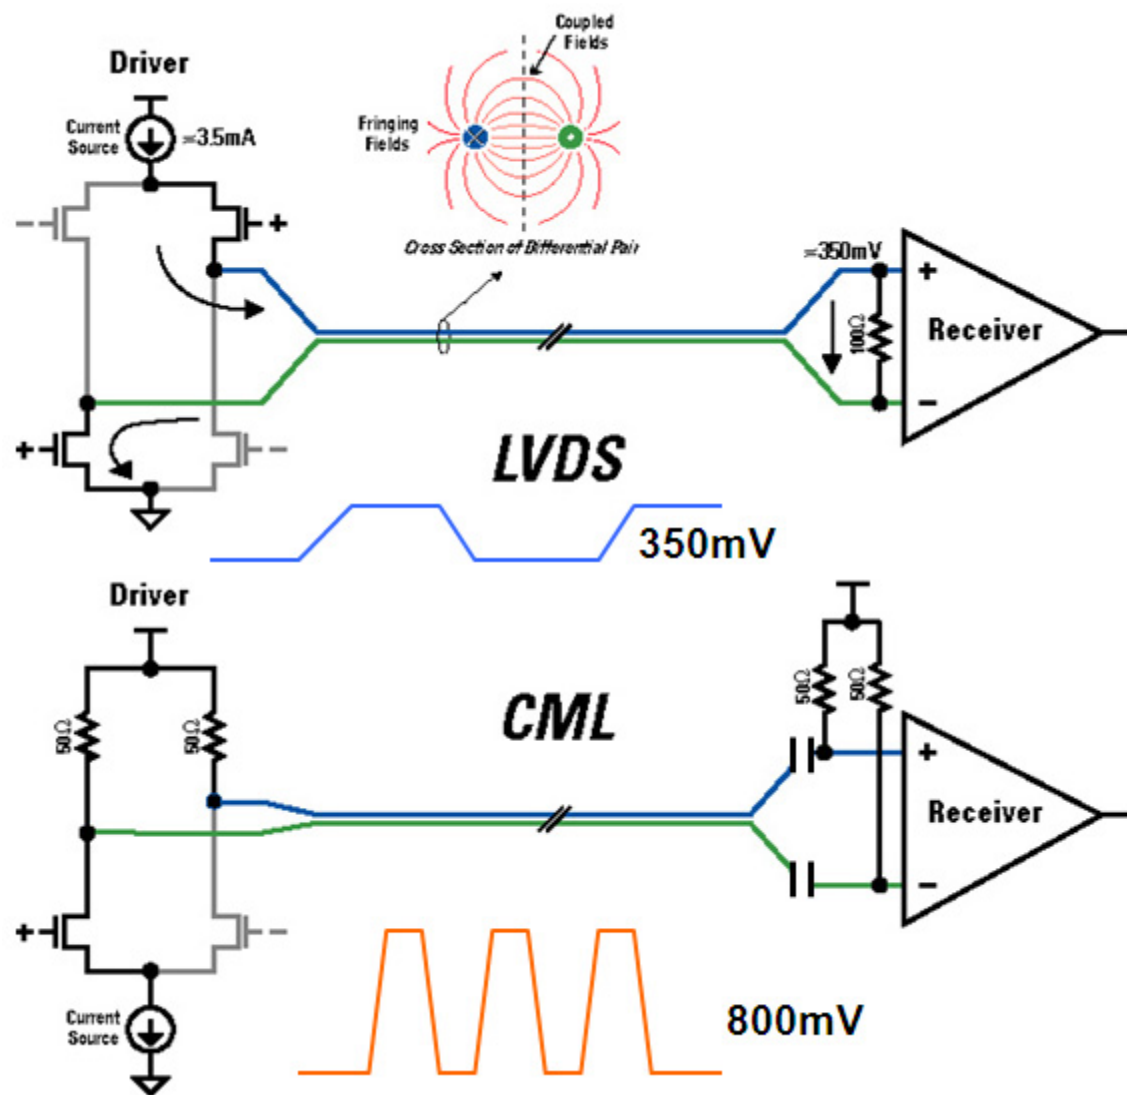 Coupled
Fields
Driver
Current
Source
=3.5mA
Fringing
Fields
Cross Section of Differential Pair
=350mV
+
+
100Ω
Receiver
+
−
LVDS
350mV
Driver
50Ω
50Ω
CML
50Ω
50Ω
+
Receiver
−
+
Current
Source
800mV